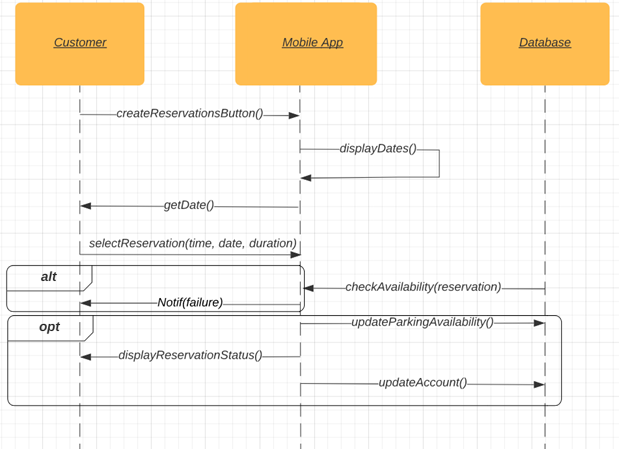 Customer
Mobile App
Database
createReservationsButton()
displayDates()
getDate()
selectReservation(time, date, duration)
alt
checkAvailability(reservation)
Notif(failure)
opt
updateParkingAvailability()
displayReservationStatus()
updateAccount()